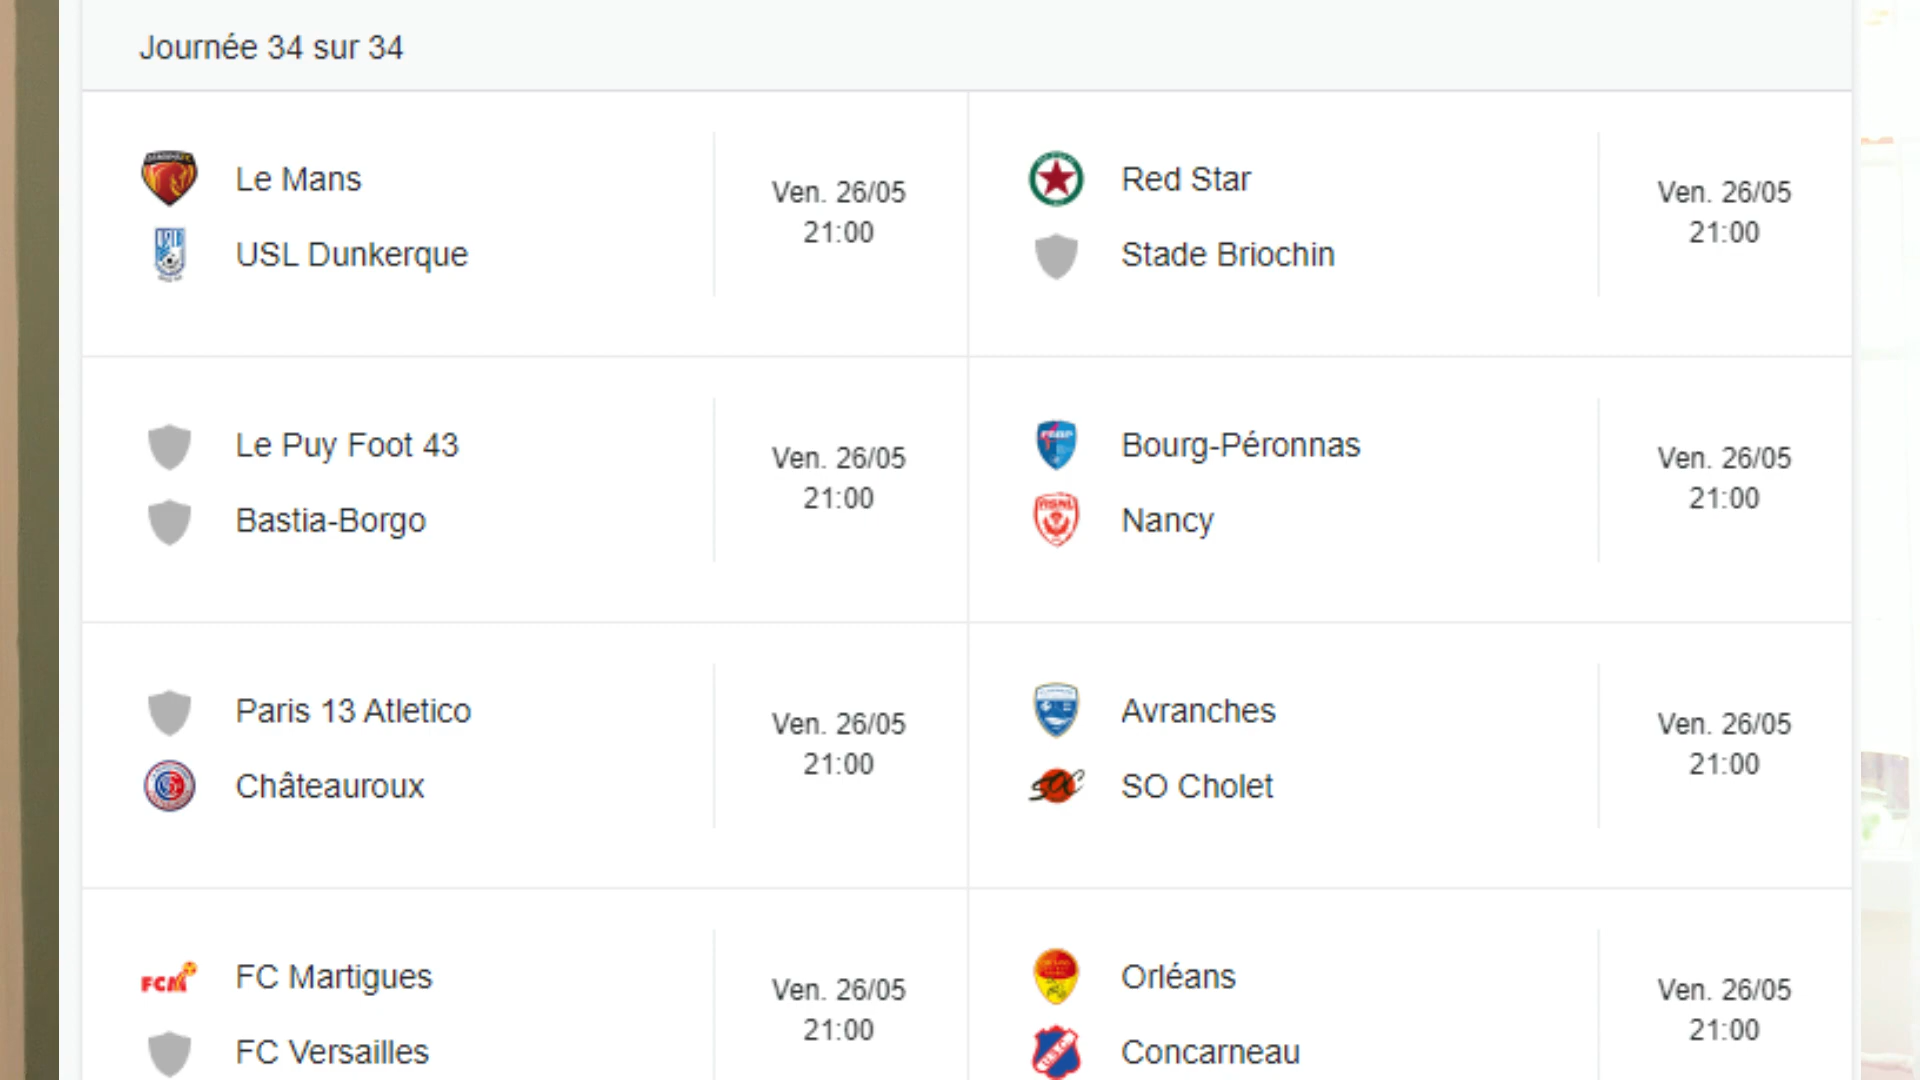 Journée 34 sur 34
Le Mans
USL Dunkerque
Ven. 26/05
21:00
Red Star
Stade Briochin
Ven. 26/05
21:00
Le Puy Foot 43
Bastia-Borgo
Ven. 26/05
21:00
Bourg-Péronnas
Nancy
Ven. 26/05
21:00
Paris 13 Atletico
Châteauroux
Ven. 26/05
21:00
Avranches
SO Cholet
Ven. 26/05
21:00
FCM
FC Martigues
FC Versailles
Ven. 26/05
21:00
Orléans
Concarneau
Ven. 26/05
21:00